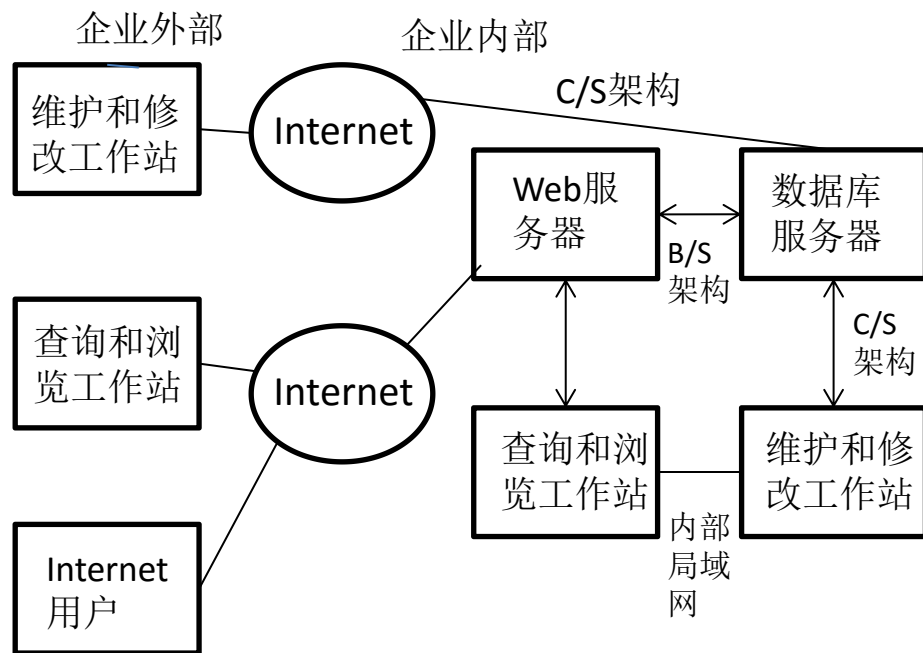 企业外部
企业内部
维护和修
改工作站
Internet
C/S架构
Web服
务器
数据库
服务器
B/S
架构
查询和浏
览工作站
Internet
C/S
架构
查询和浏
览工作站
维护和修
改工作站
内部
局域
网
Internet
用户